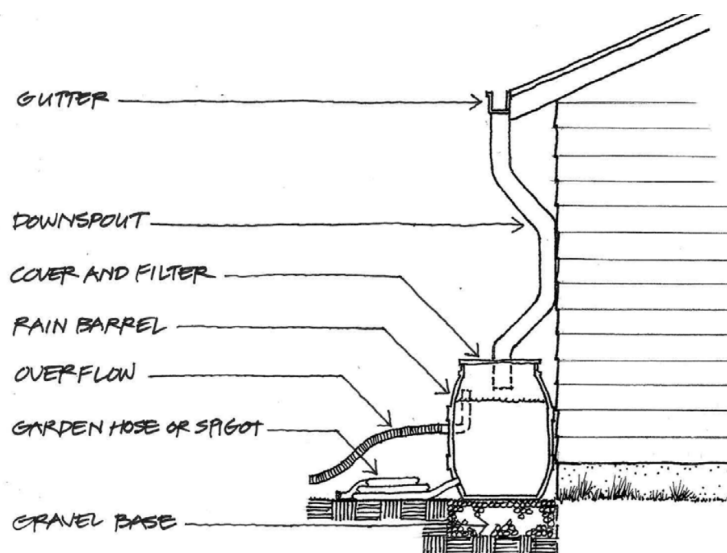 GUTTER
DOWNSPOUT
COVER AND FILTER
RAIN BARREL
OVERFLOW
GARDEN HOSE OR SPIGOT
GRAVEL BASE